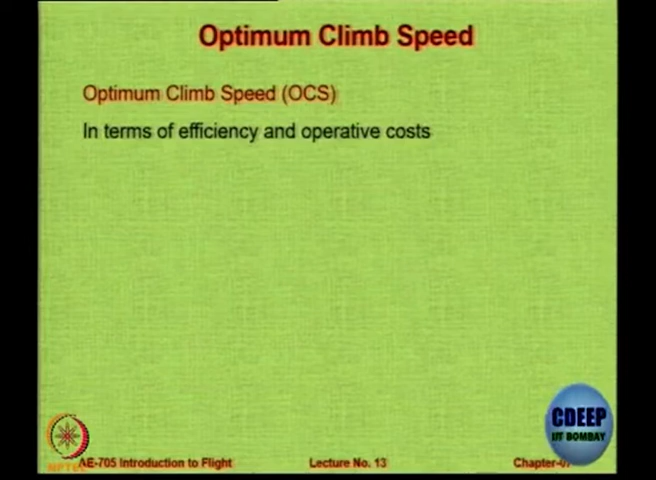 Optimum Climb Speed
Optimum Climb Speed (OCS)
In terms of efficiency and operative costs
CDEEP
IIT BOMBAY
NPTEL
AE-705 Introduction to Flight
Lecture No. 13
Chapter-07